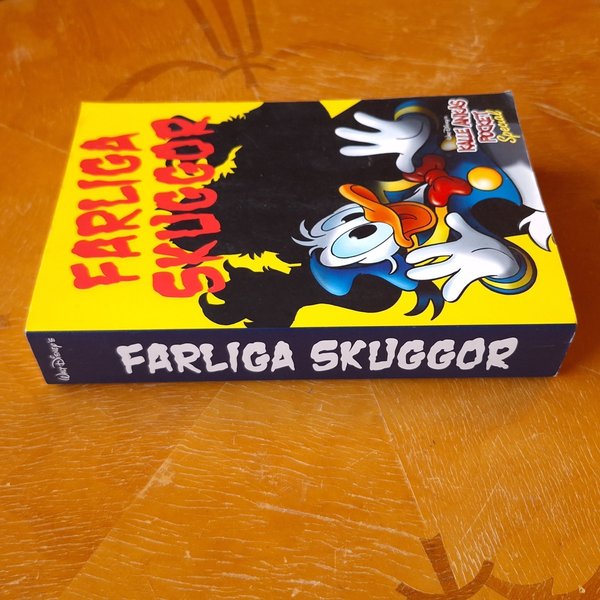 FARLIGA
SKUGGOR
Walt Disney's
KALLE ANKAS
POCKET
Special
Walt Disney's
FARLIGA SKUGGOR